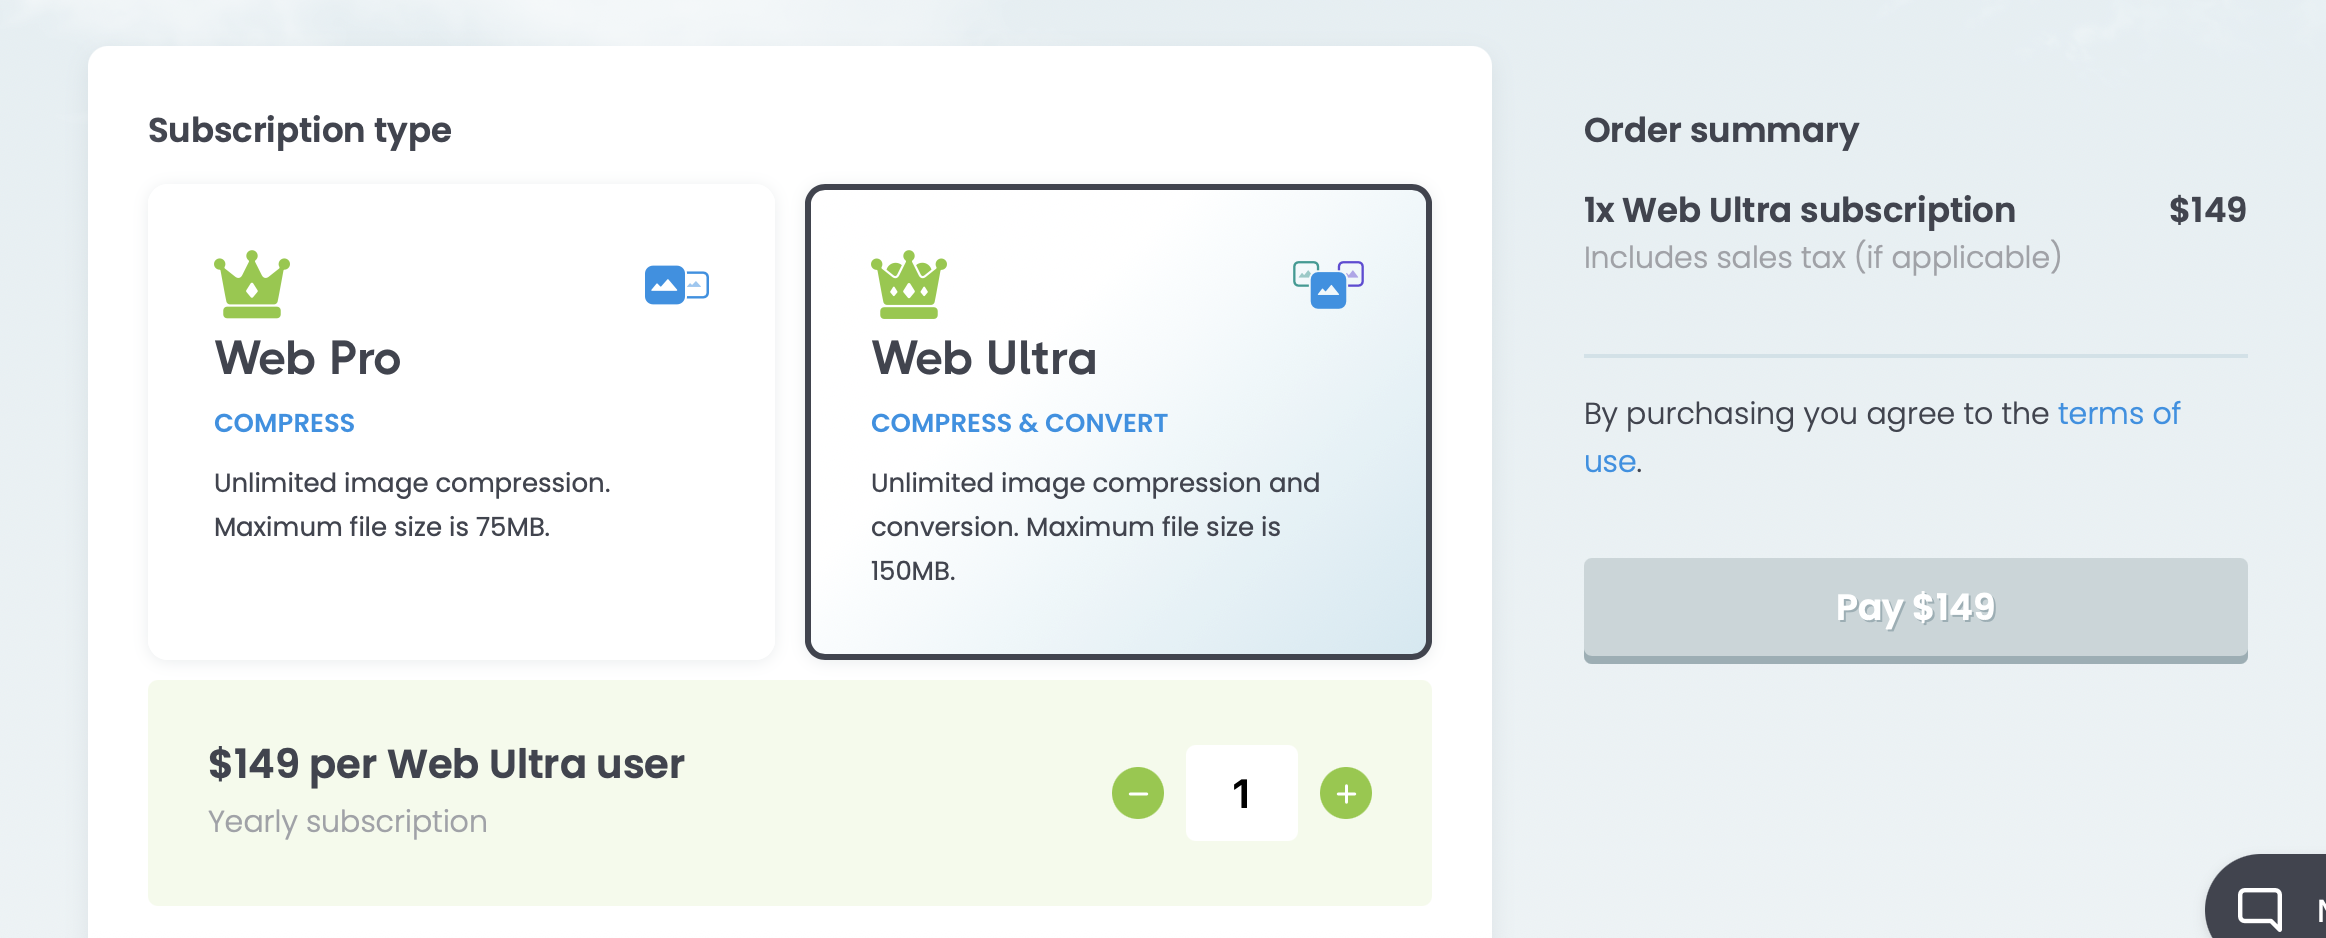 Subscription type
Web Pro
COMPRESS
Unlimited image compression.
Maximum file size is 75MB.
Web Ultra
COMPRESS & CONVERT
Unlimited image compression and
conversion. Maximum file size is
150MB.
$149 per Web Ultra user
Yearly subscription
1
Order summary
1x Web Ultra subscription $149
Includes sales tax (if applicable)
By purchasing you agree to the terms of
use.
Pay $149